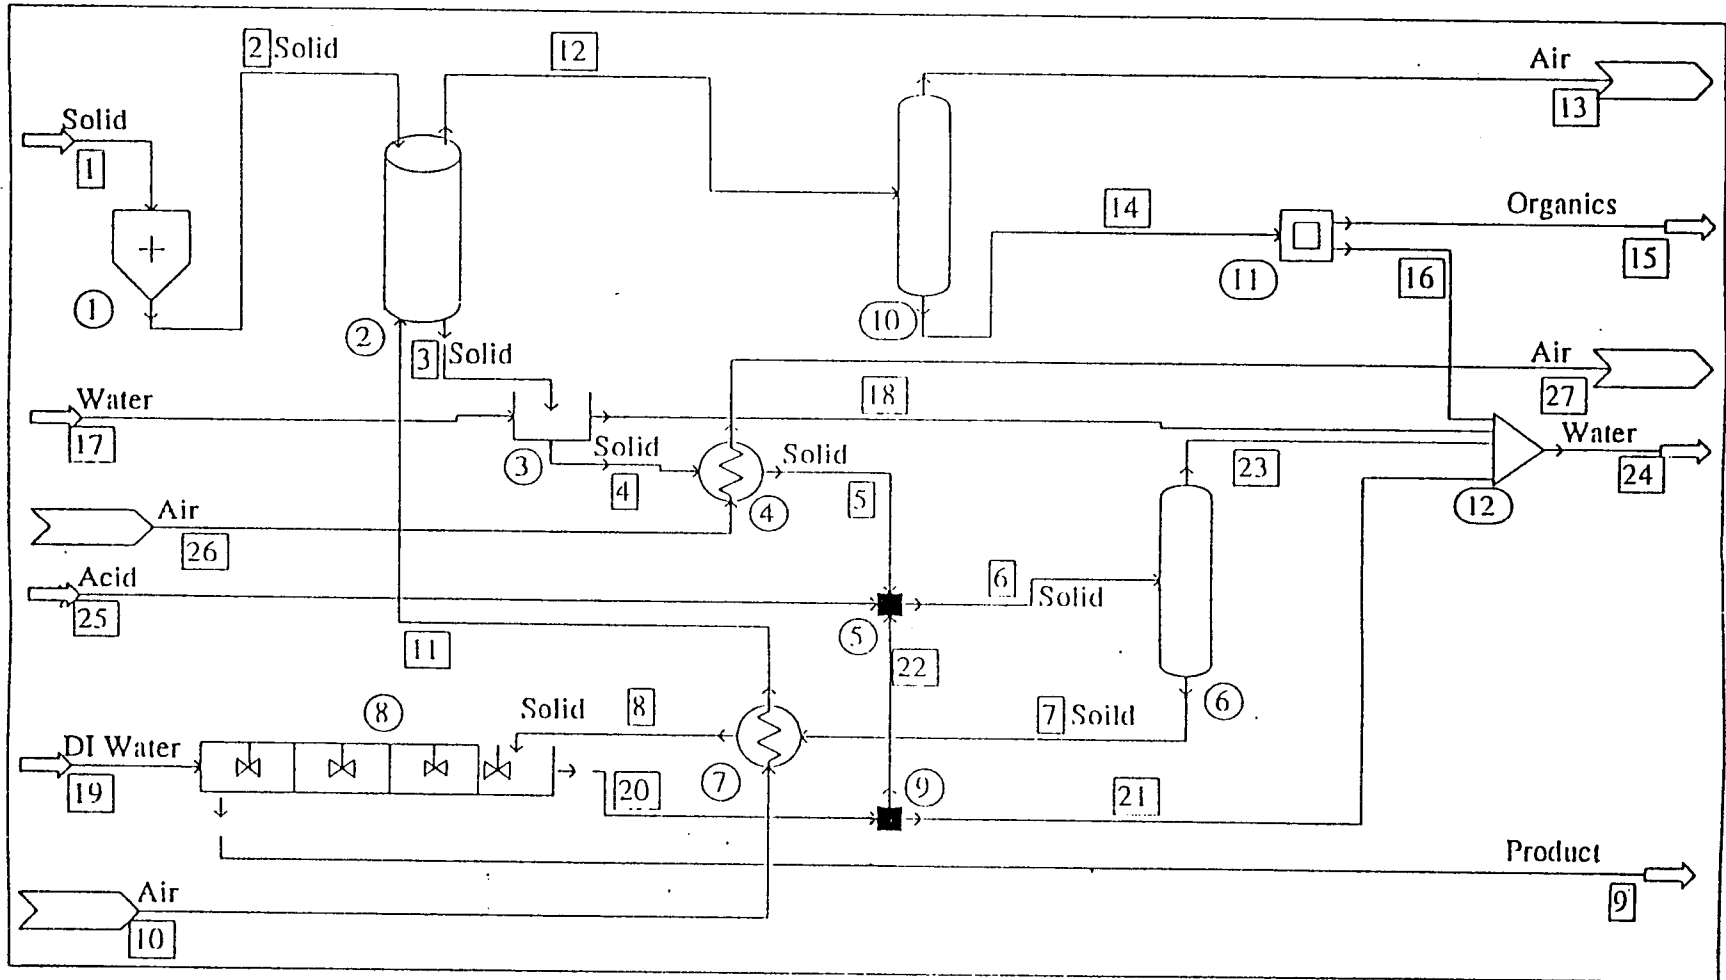 2 Solid
12
Air
13
Solid
1
1
2
3 Solid
14
Organics
15
11
16
10
Air
27
Water
17
18
3
Solid
4
Solid
5
4
23
Water
24
12
Air
26
Acid
25
6
Solid
5
11
22
6
8
Solid
8
7 Soild
DI Water
19
7
20
9
21
Product
9
Air
10